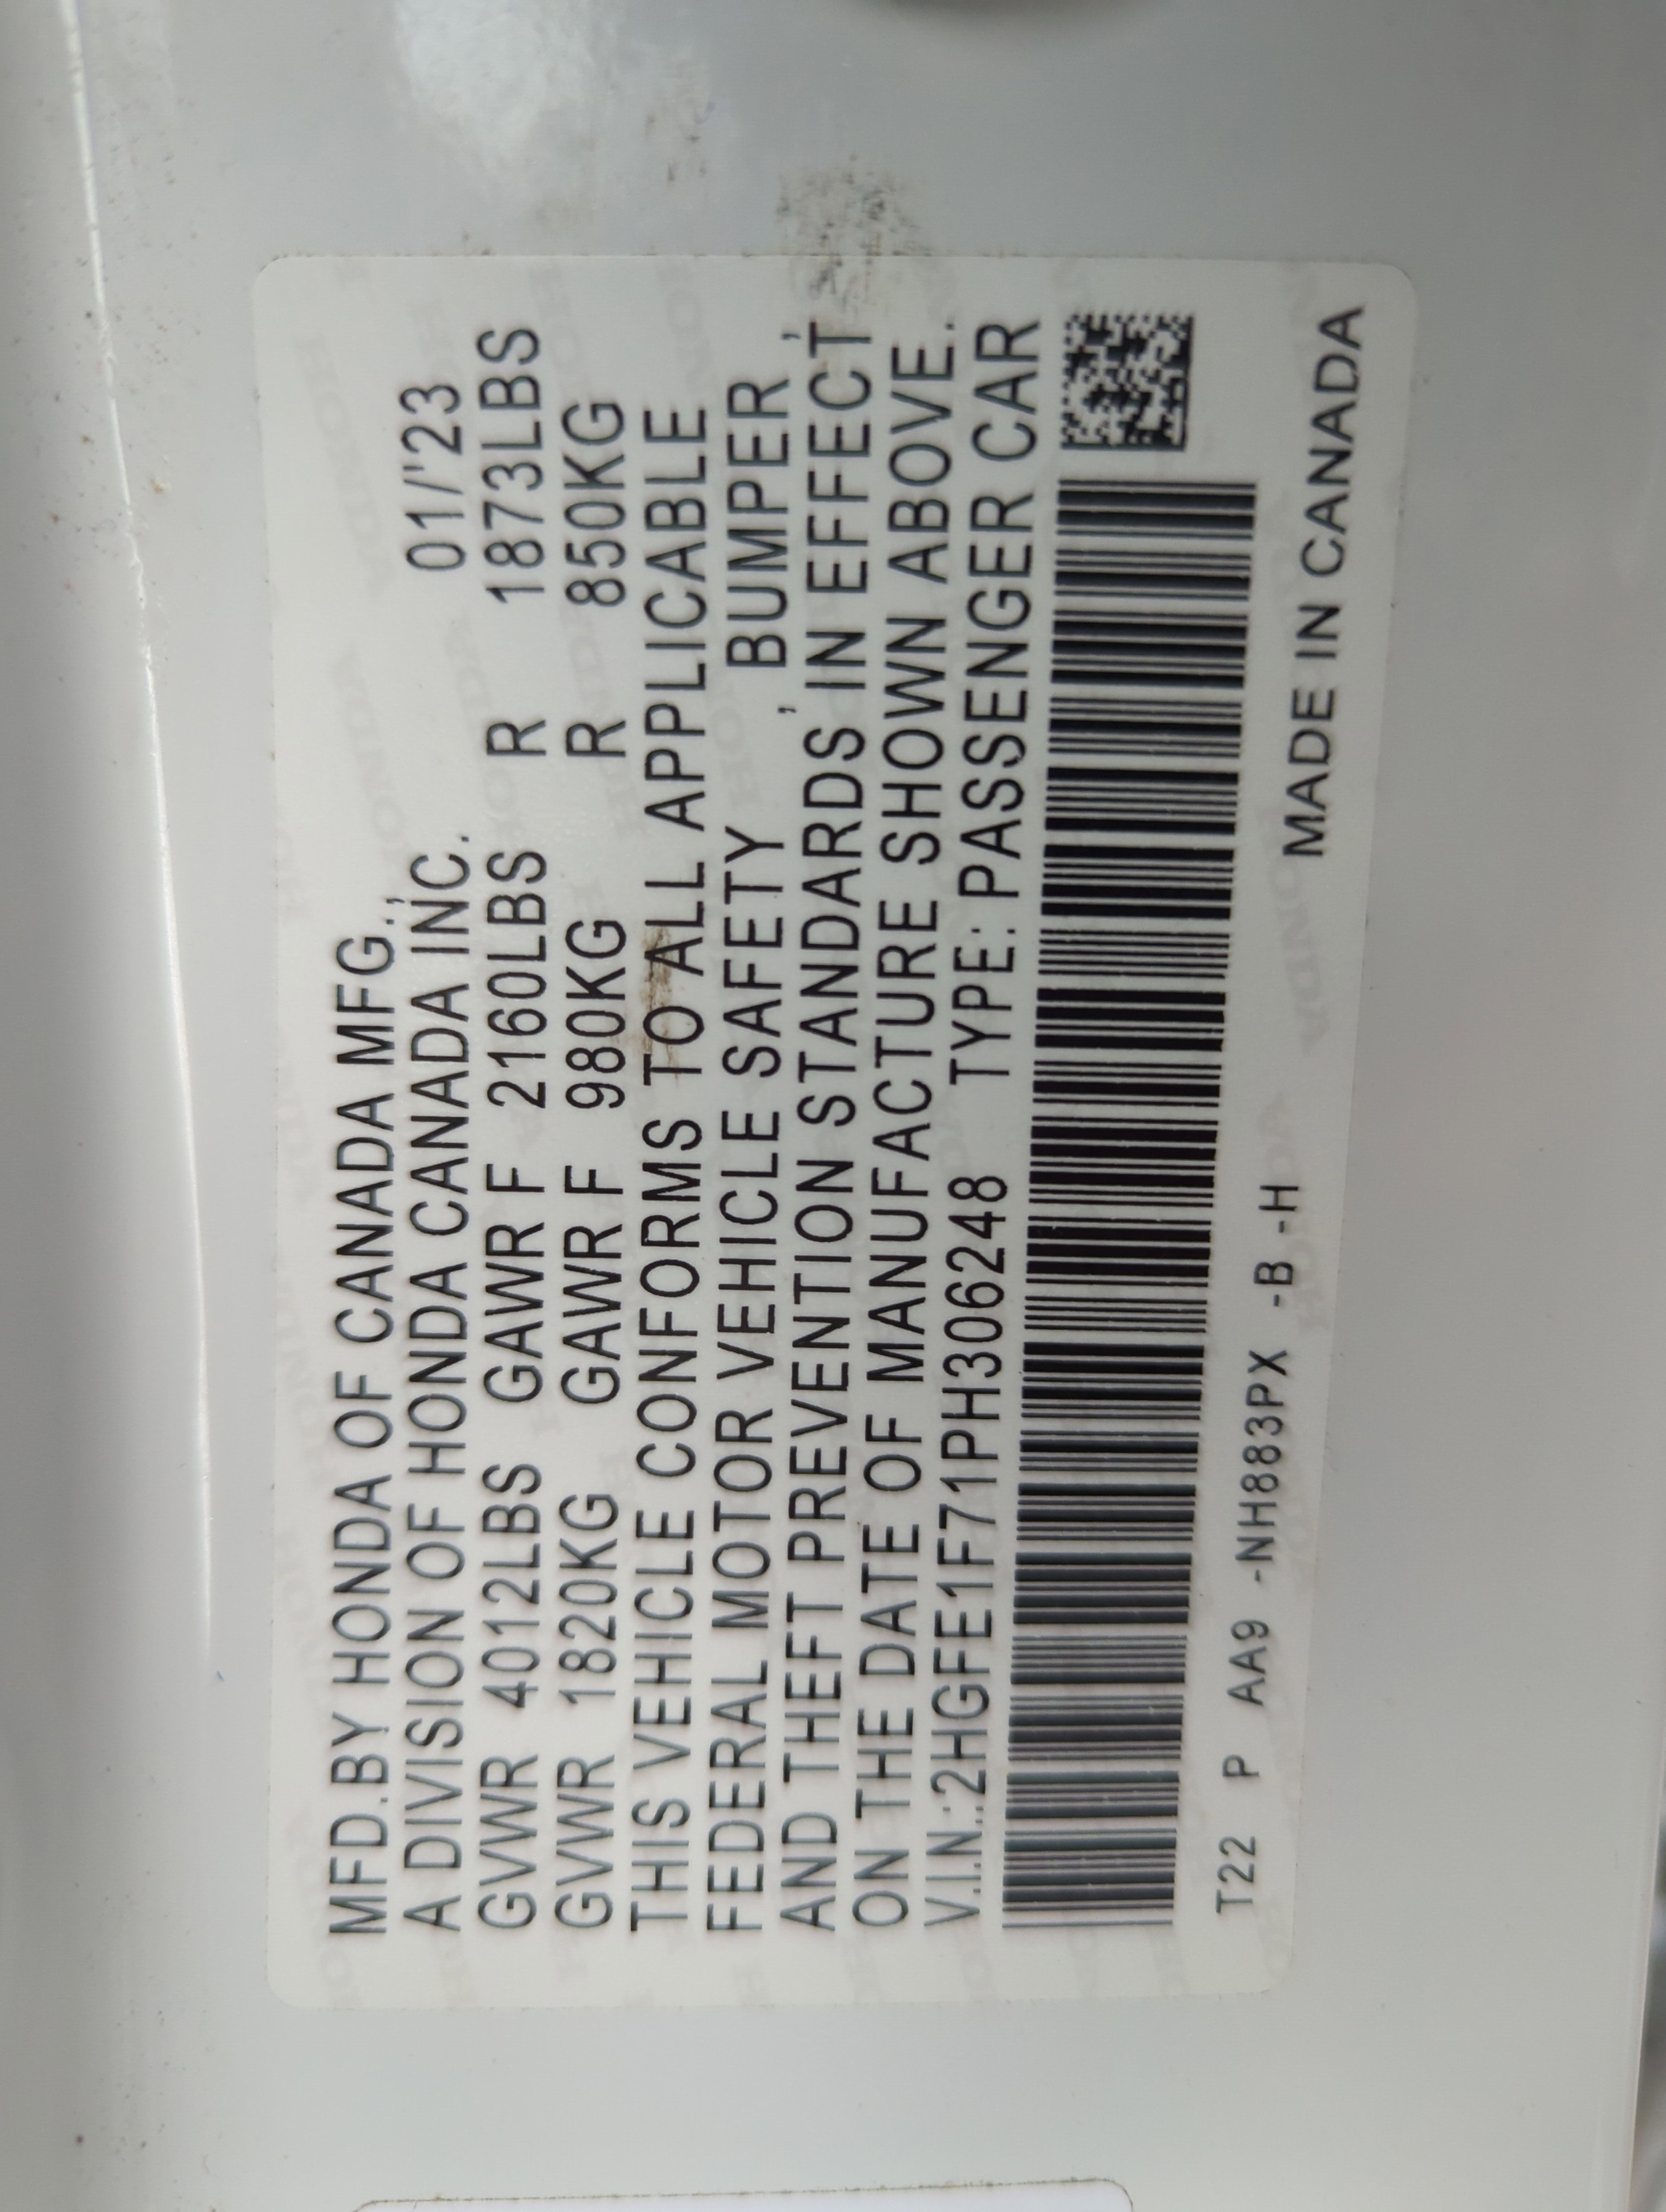 MFD.BY HONDA OF CANADA MFG.,
A DIVISION OF HONDA CANADA INC. 01/'23
GVWR 4012LBS GAWR F 2160LBS R 1873LBS
GVWR 1820KG GAWR F 980KG R 850KG
THIS VEHICLE CONFORMS TO ALL APPLICABLE
FEDERAL MOTOR VEHICLE SAFETY , BUMPER ,
AND THEFT PREVENTION STANDARDS IN EFFECT
ON THE DATE OF MANUFACTURE SHOWN ABOVE.
V.I.N.:2HGFE1F71PH306248 TYPE: PASSENGER CAR
T22 P AA9 -NH883PX -B -H MADE IN CANADA